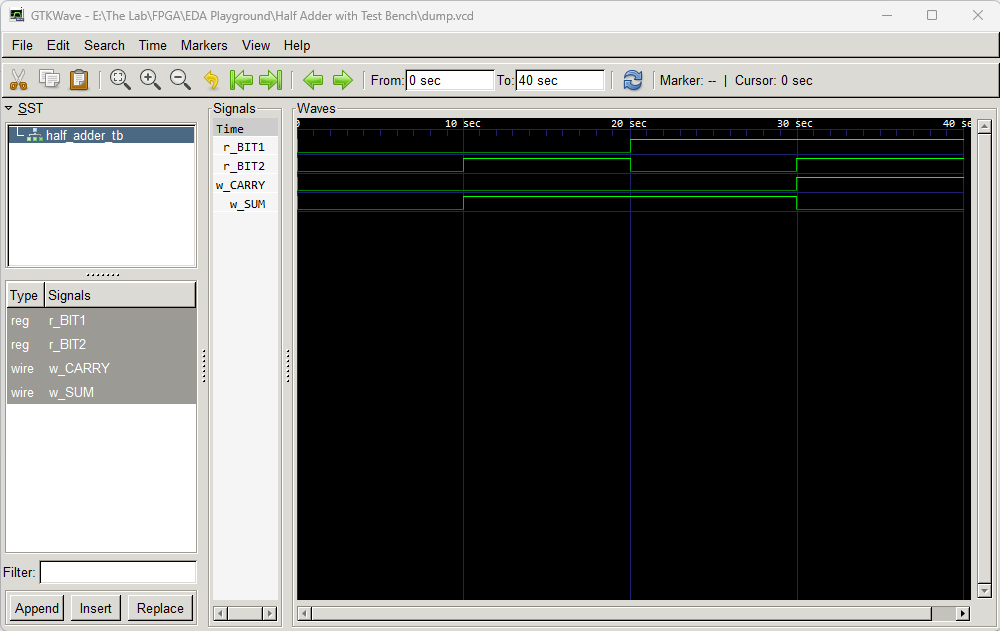 GTKWave - E:\The Lab\FPGA\EDA Playground\Half Adder with Test Bench\dump.vcd
File Edit Search Time Markers View Help
From: 0 sec To: 40 sec Marker: -- | Cursor: 0 sec
SST
half_adder_tb
Type Signals
reg r_BIT1
reg r_BIT2
wire w_CARRY
wire w_SUM
Filter:
Append Insert Replace
Signals
Time
r_BIT1
r_BIT2
w_CARRY
w_SUM
Waves
0 10 sec 20 sec 30 sec 40 se